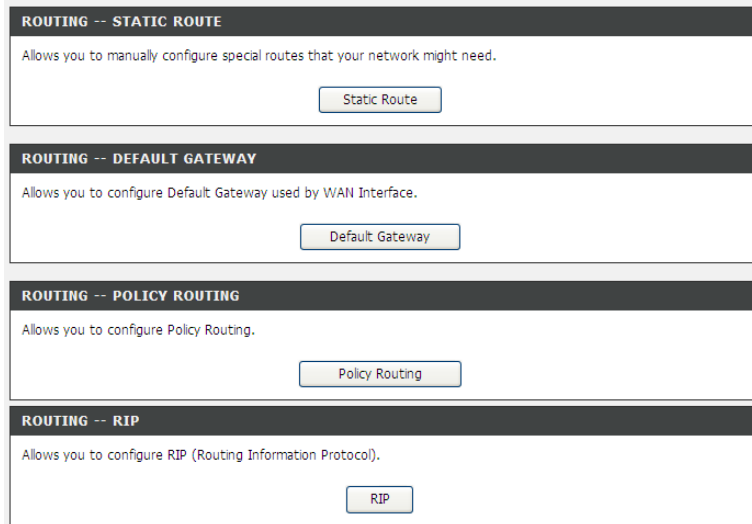 ROUTING -- STATIC ROUTE
Allows you to manually configure special routes that your network might need.
Static Route
ROUTING -- DEFAULT GATEWAY
Allows you to configure Default Gateway used by WAN Interface.
Default Gateway
ROUTING -- POLICY ROUTING
Allows you to configure Policy Routing.
Policy Routing
ROUTING -- RIP
Allows you to configure RIP (Routing Information Protocol).
RIP